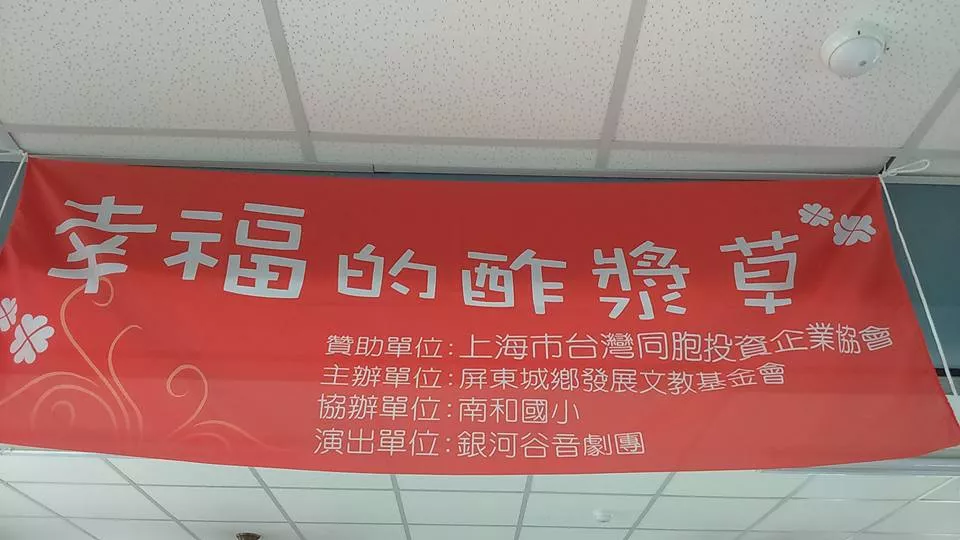 幸福的酢漿草
贊助單位:上海市台灣同胞投資企業協會
主辦單位:屏東城鄉發展文教基金會
協辦單位:南和國小
演出單位:銀河谷音劇團